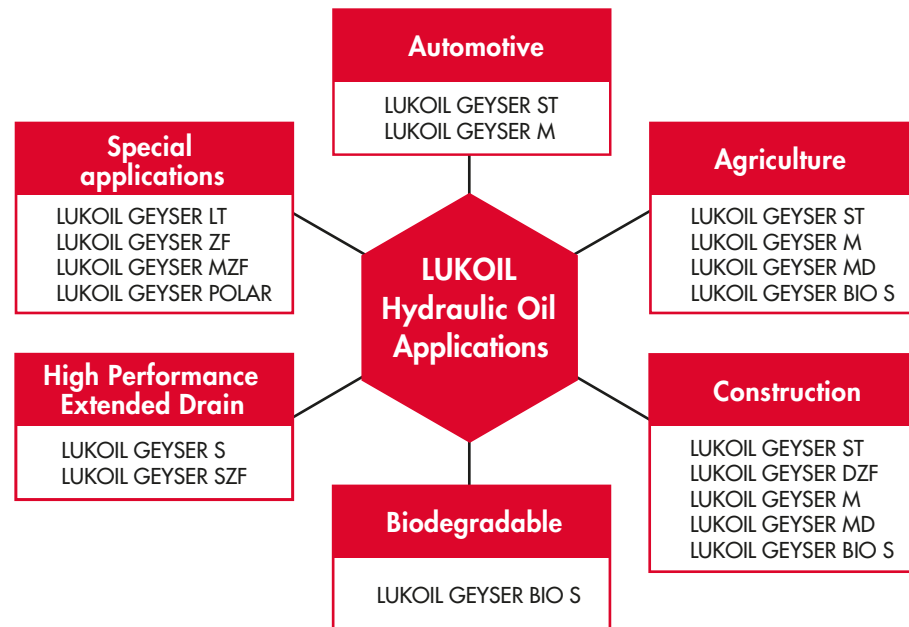 Automotive
LUKOIL GEYSER ST
LUKOIL GEYSER M
Special
applications
LUKOIL GEYSER LT
LUKOIL GEYSER ZF
LUKOIL GEYSER MZF
LUKOIL GEYSER POLAR
Agriculture
LUKOIL GEYSER ST
LUKOIL GEYSER M
LUKOIL GEYSER MD
LUKOIL GEYSER BIO S
LUKOIL
Hydraulic Oil
Applications
High Performance
Extended Drain
LUKOIL GEYSER S
LUKOIL GEYSER SZF
Construction
LUKOIL GEYSER ST
LUKOIL GEYSER DZF
LUKOIL GEYSER M
LUKOIL GEYSER MD
LUKOIL GEYSER BIO S
Biodegradable
LUKOIL GEYSER BIO S